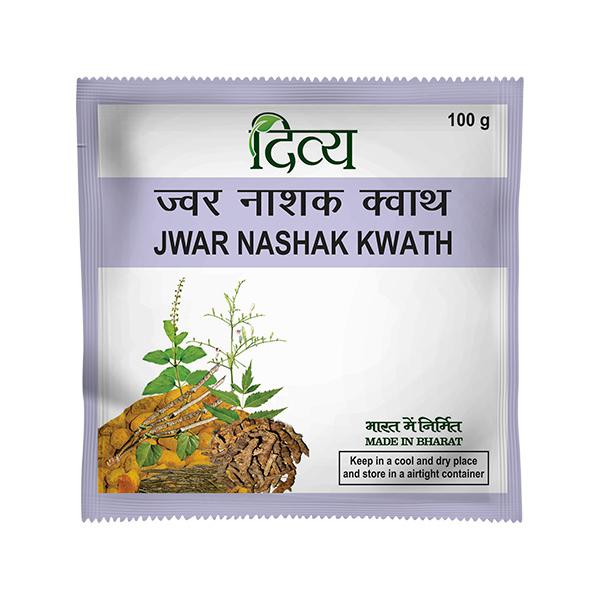 100 g
दिव्य
ज्वर नाशक क्वाथ
JWAR NASHAK KWATH
भारत में निर्मित
MADE IN BHARAT
Keep in a cool and dry place
and store in a airtight container